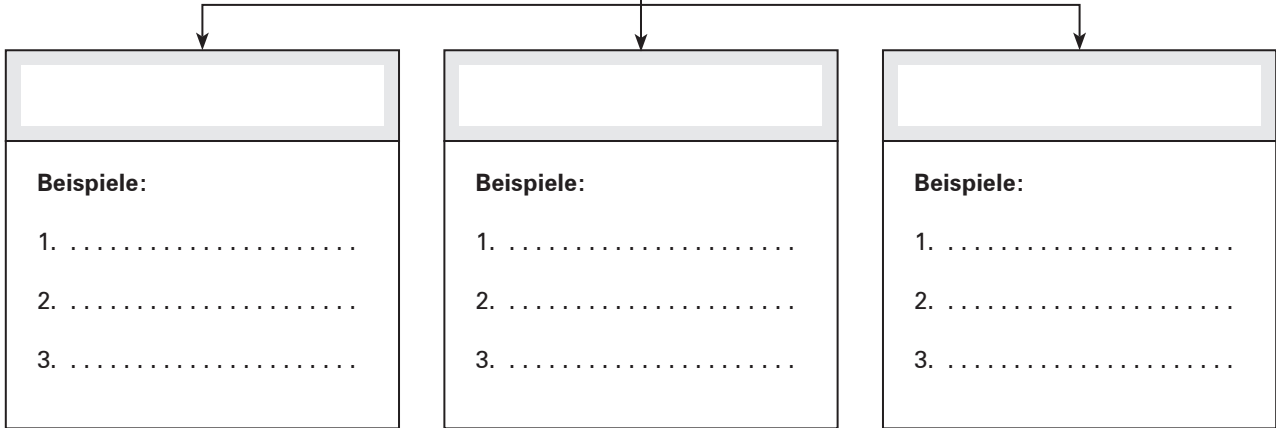 Beispiele:
1. . . . . . . . . . . . . . . . . . . . . . .
2. . . . . . . . . . . . . . . . . . . . . . .
3. . . . . . . . . . . . . . . . . . . . . . .
Beispiele:
1. . . . . . . . . . . . . . . . . . . . . . .
2. . . . . . . . . . . . . . . . . . . . . . .
3. . . . . . . . . . . . . . . . . . . . . . .
Beispiele:
1. . . . . . . . . . . . . . . . . . . . . . .
2. . . . . . . . . . . . . . . . . . . . . . .
3. . . . . . . . . . . . . . . . . . . . . . .